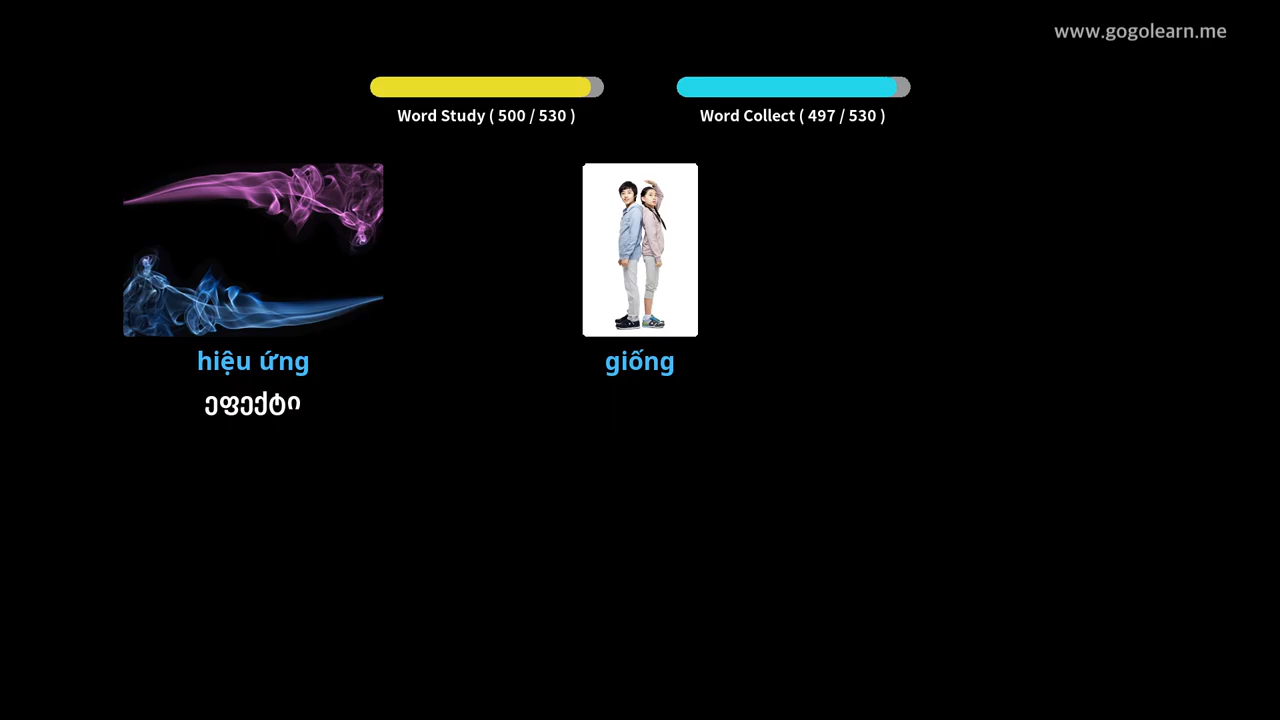 www.gogolearn.me
Word Study ( 500 / 530 )
Word Collect ( 497 / 530 )
hiệu ứng
giống
ეფექტი